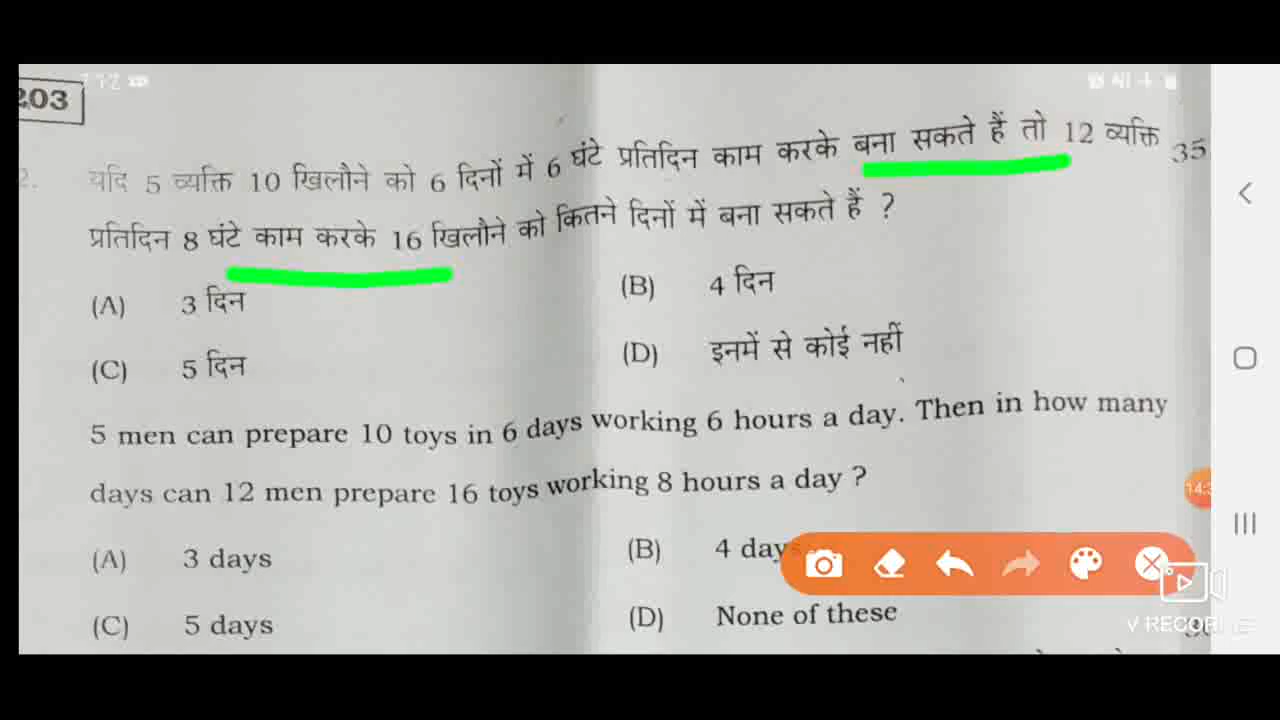 203
यदि 5 व्यक्ति 10 खिलौने को 6 दिनों में 6 घंटे प्रतिदिन काम करके बना सकते हैं तो 12 व्यक्ति 35
प्रतिदिन 8 घंटे काम करके 16 खिलौने को कितने दिनों में बना सकते हैं ?
(A) 3 दिन (B) 4 दिन
(C) 5 दिन (D) इनमें से कोई नहीं
5 men can prepare 10 toys in 6 days working 6 hours a day. Then in how many
days can 12 men prepare 16 toys working 8 hours a day ?
(A) 3 days (B) 4 days
(C) 5 days (D) None of these